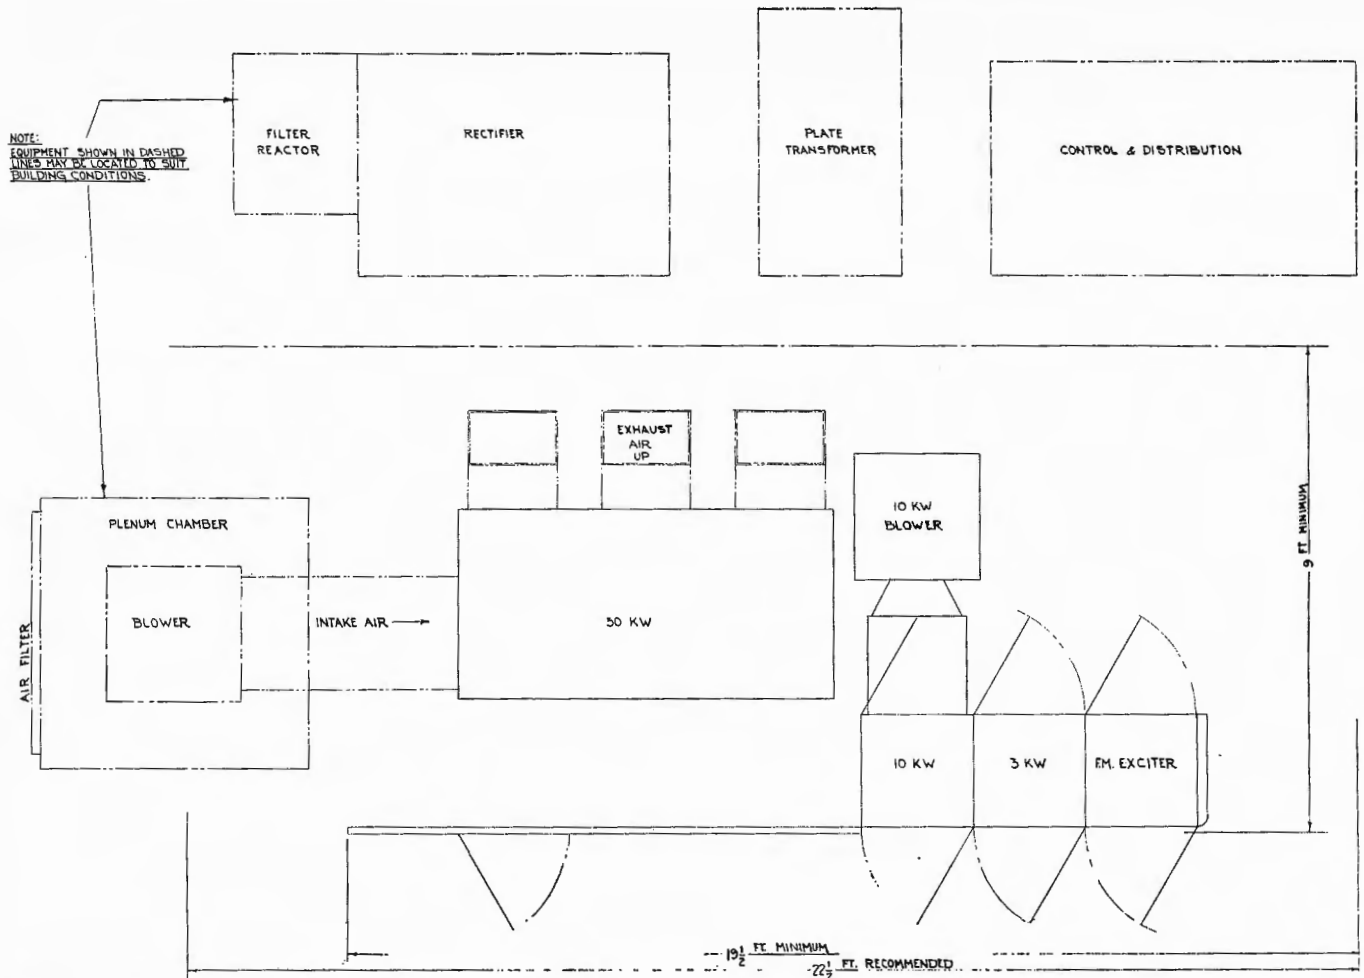 NOTE:
EQUIPMENT SHOWN IN DASHED
LINES MAY BE LOCATED TO SUIT
BUILDING CONDITIONS.
FILTER
REACTOR
RECTIFIER
PLATE
TRANSFORMER
CONTROL & DISTRIBUTION
EXHAUST
AIR
UP
PLENUM CHAMBER
10 KW
BLOWER
9 FT MINIMUM
AIR FILTER
BLOWER
INTAKE AIR
50 KW
10 KW
3 KW
F.M. EXCITER
19½ FT. MINIMUM
22½ FT. RECOMMENDED